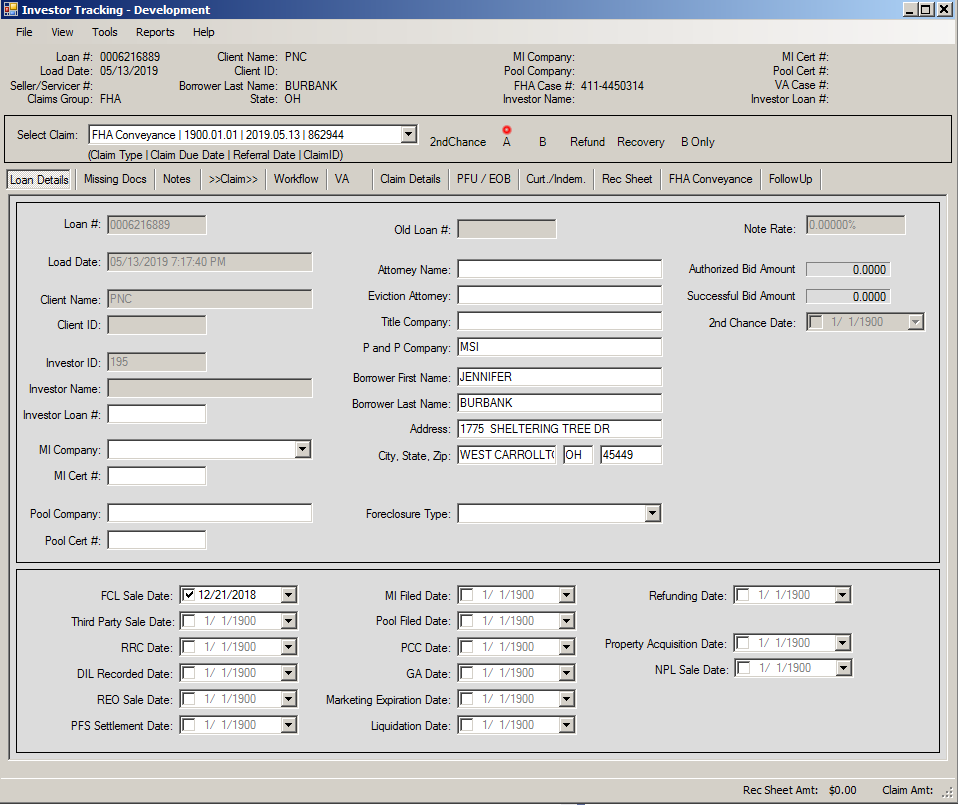 Investor Tracking - Development
File View Tools Reports Help
Loan #: 0006216889 Client Name: PNC MI Company: MI Cert #:
Load Date: 05/13/2019 Client ID: Pool Company: Pool Cert #:
Seller/Servicer #: Borrower Last Name: BURBANK FHA Case #: 411-4450314 VA Case #:
Claims Group: FHA State: OH Investor Name: Investor Loan #:
Select Claim: FHA Conveyance | 1900.01.01 | 2019.05.13 | 862944 2ndChance A B Refund Recovery B Only
(Claim Type | Claim Due Date | Referral Date | ClaimID)
Loan Details Missing Docs Notes >>Claim>> Workflow VA Claim Details PFU / EOB Curt./Indem. Rec Sheet FHA Conveyance FollowUp
Loan #: 0006216889 Old Loan #: Note Rate: 0.00000%
Load Date: 05/13/2019 7:17:40 PM Attorney Name: Authorized Bid Amount 0.0000
Client Name: PNC Eviction Attorney: Successful Bid Amount 0.0000
Client ID: Title Company: 2nd Chance Date: 1/ 1/1900
P and P Company: MSI
Investor ID: 195
Borrower First Name: JENNIFER
Investor Name: Borrower Last Name: BURBANK
Investor Loan #: Address: 1775 SHELTERING TREE DR
MI Company: City, State, Zip: WEST CARROLLTO OH 45449
MI Cert #:
Pool Company: Foreclosure Type:
Pool Cert #:
FCL Sale Date: 12/21/2018 MI Filed Date: 1/ 1/1900 Refunding Date: 1/ 1/1900
Third Party Sale Date: 1/ 1/1900 Pool Filed Date: 1/ 1/1900
RRC Date: 1/ 1/1900 PCC Date: 1/ 1/1900 Property Acquisition Date: 1/ 1/1900
DIL Recorded Date: 1/ 1/1900 GA Date: 1/ 1/1900 NPL Sale Date: 1/ 1/1900
REO Sale Date: 1/ 1/1900 Marketing Expiration Date: 1/ 1/1900
PFS Settlement Date: 1/ 1/1900 Liquidation Date: 1/ 1/1900
Rec Sheet Amt: $0.00 Claim Amt: